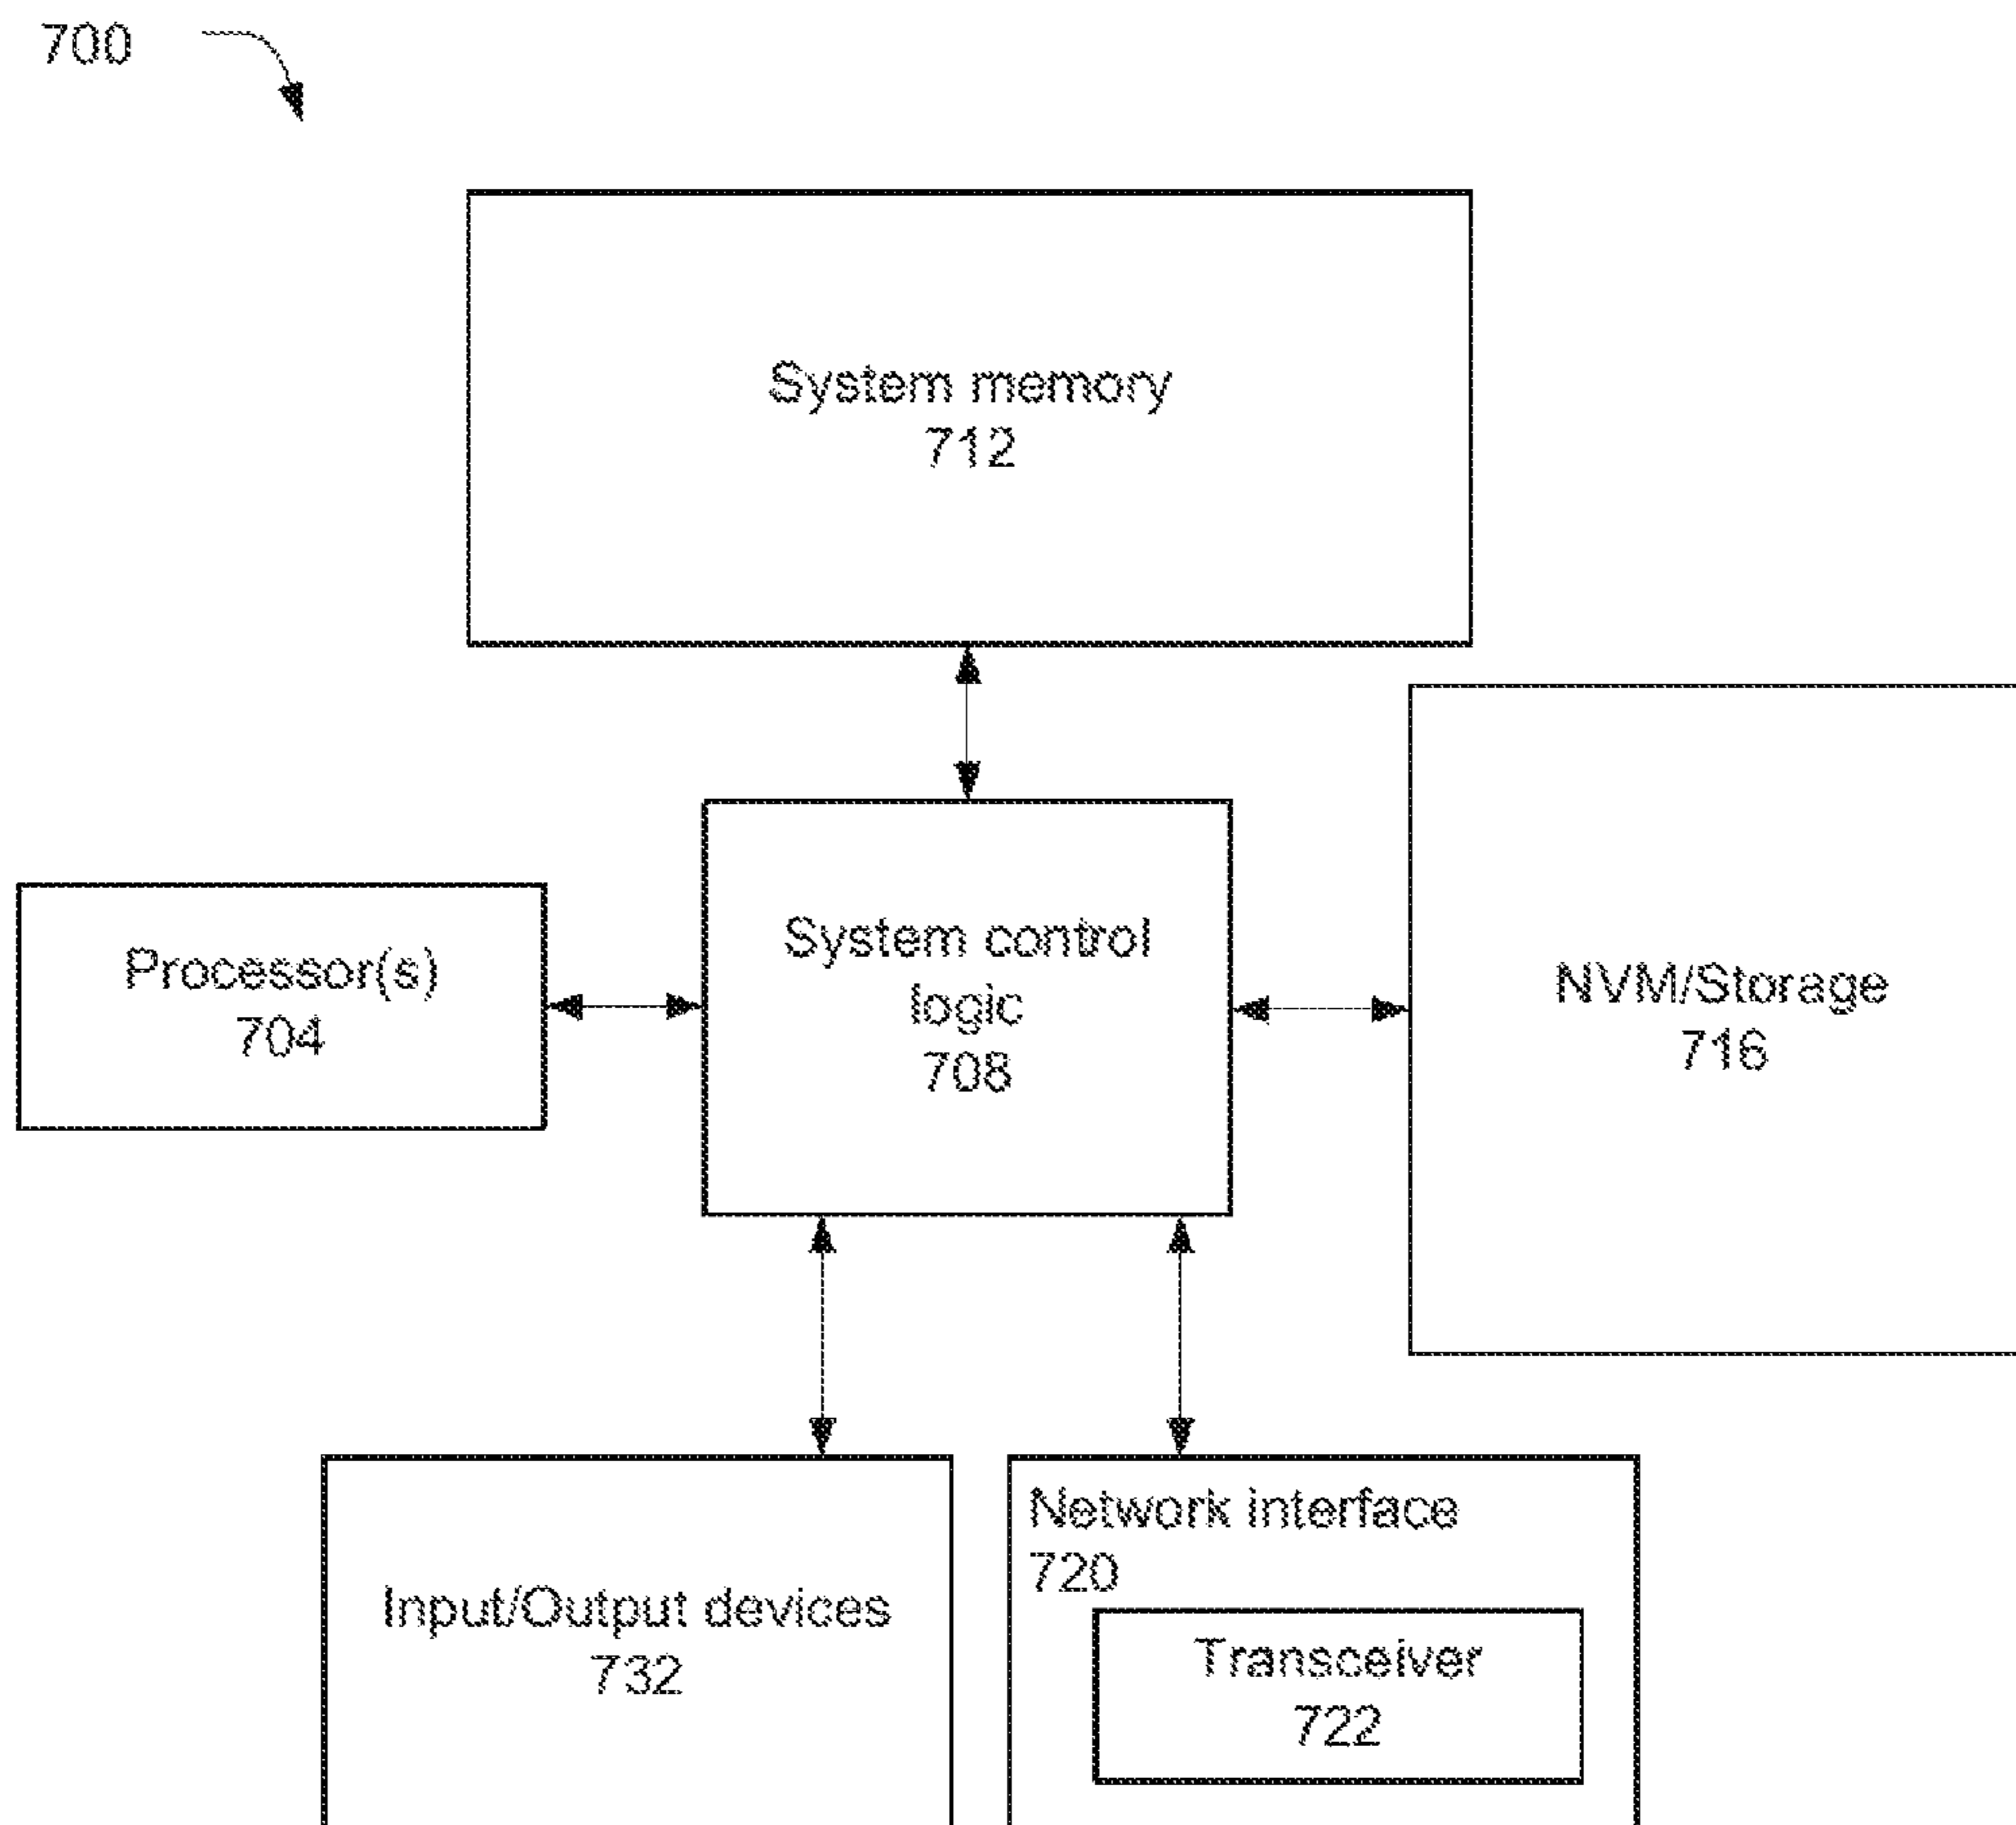 700
System memory
712
Processor(s)
704
System control
logic
708
NVM/Storage
716
Input/Output devices
732
Network interface
720
Transceiver
722